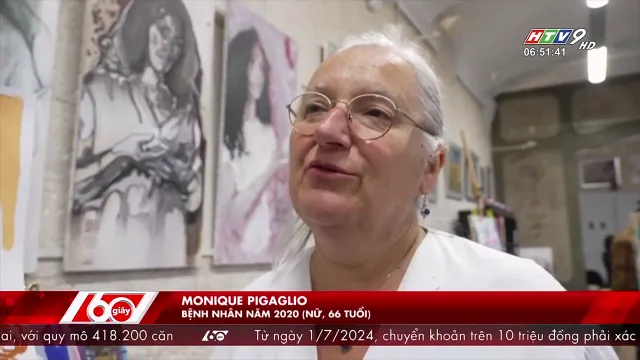 HTV9 HD
06:51:41
60 giây
MONIQUE PIGAGLIO
BỆNH NHÂN NĂM 2020 (NỮ, 66 TUỔI)
ai, với quy mô 418.200 căn 60 Từ ngày 1/7/2024, chuyển khoản trên 10 triệu đồng phải xác